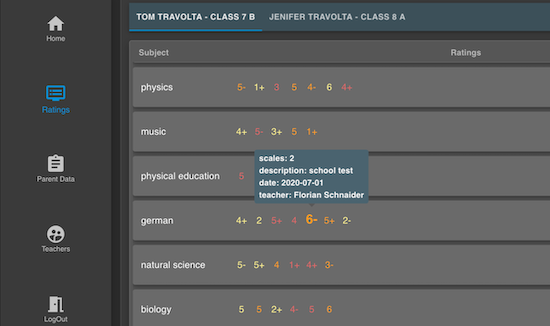 TOM TRAVOLTA - CLASS 7 B JENIFER TRAVOLTA - CLASS 8 A
Home
Ratings
Parent Data
Teachers
LogOut
Subject Ratings
physics 5- 1+ 3 5 4- 6 4+
music 4+ 5- 3+ 5 1+
scales: 2
description: school test
date: 2020-07-01
teacher: Florian Schnaider
physical education 5
german 4+ 2 5+ 4 6- 5+ 2-
natural science 5- 5+ 4 1+ 4+ 3-
biology 5 5 2+ 4- 5 6